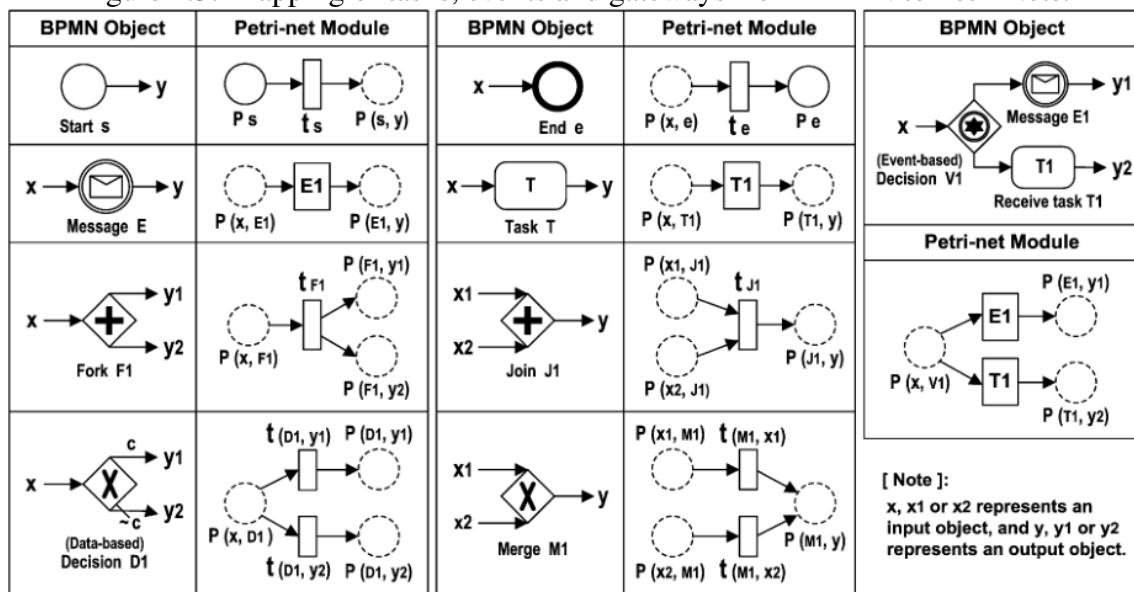 BPMN Object
Petri-net Module
BPMN Object
Petri-net Module
BPMN Object
y
Start s
P s
t s
P (s, y)
x
End e
P (x, e)
t e
P e
x
y1
Message E1
(Event-based)
Decision V1
T1
y2
Receive task T1
x
y
Message E
E1
P (x, E1)
P (E1, y)
x
T
y
Task T
T1
P (x, T1)
P (T1, y)
Petri-net Module
P (E1, y1)
E1
P (x, V1)
T1
P (T1, y2)
x
y1
y2
Fork F1
t F1
P (F1, y1)
P (x, F1)
P (F1, y2)
x1
x2
y
Join J1
P (x1, J1)
t J1
P (J1, y)
P (x2, J1)
x
c
y1
X
~c
y2
(Data-based)
Decision D1
t (D1, y1)
P (D1, y1)
P (x, D1)
t (D1, y2)
P (D1, y2)
x1
x2
X
y
Merge M1
P (x1, M1)
t (M1, x1)
P (M1, y)
P (x2, M1)
t (M1, x2)
[ Note ]:
x, x1 or x2 represents an
input object, and y, y1 or y2
represents an output object.